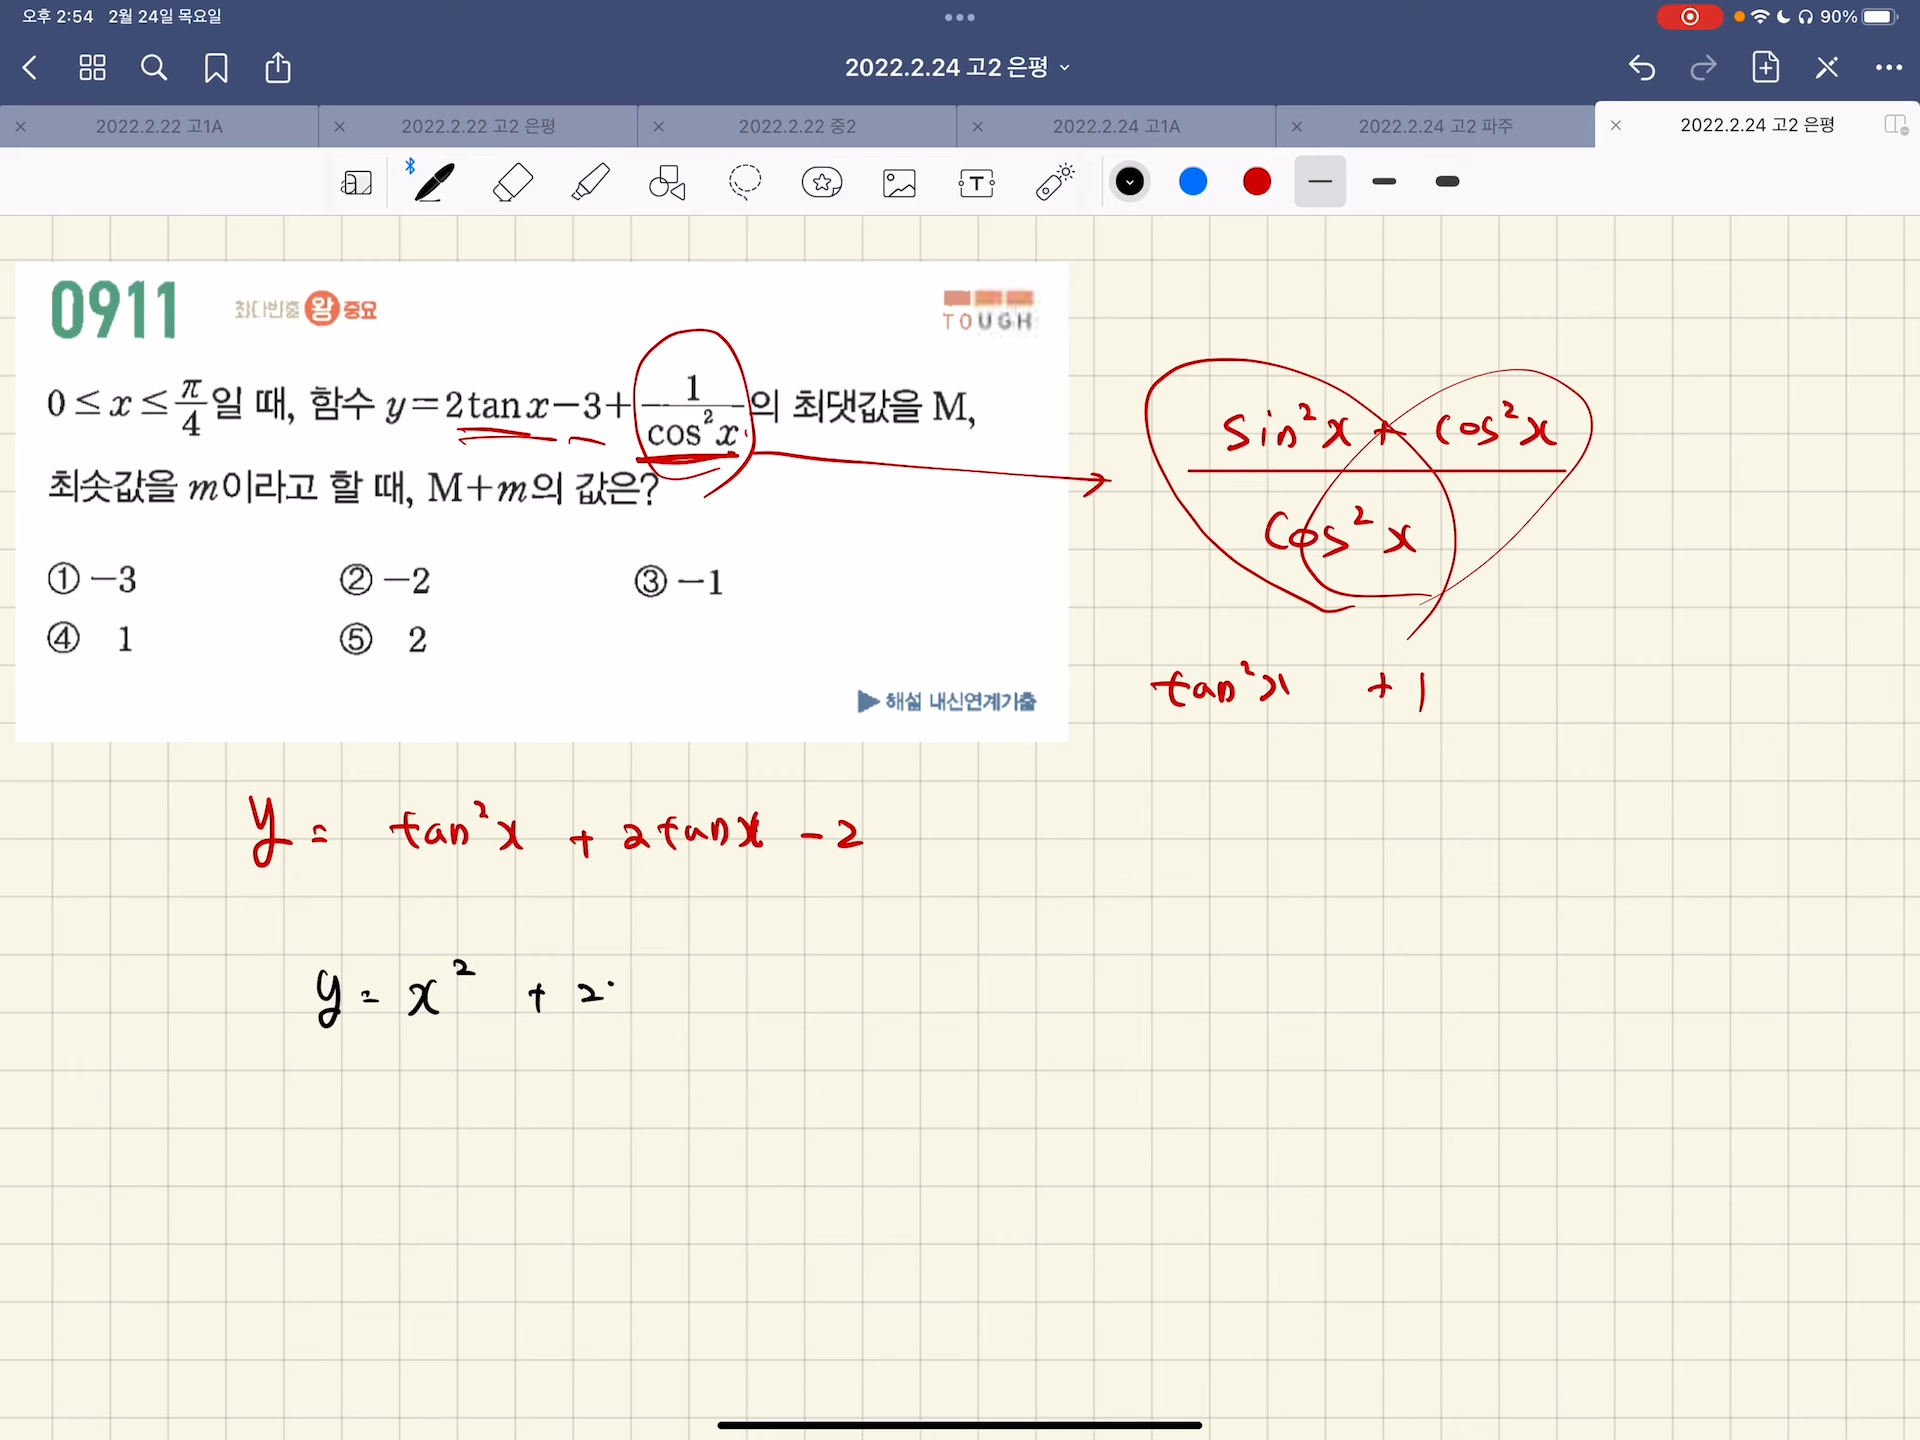 오후 2:54 2월 24일 목요일
90%
2022.2.24 고2 은평
2022.2.22 고1A
2022.2.22 고2 은평
2022.2.22 중2
2022.2.24 고1A
2022.2.24 고2 파주
2022.2.24 고2 은평
0911 최다빈출 왕 중요
TOUGH
0≤x≤π/4일 때, 함수 y=2tan x−3+1/cos²x의 최댓값을 M,
최솟값을 m이라고 할 때, M+m의 값은?
① −3 ② −2 ③ −1
④ 1 ⑤ 2
▶ 해설 내신연계기출
sin²x + cos²x
cos²x
tan²x + 1
y = tan²x + 2tanx − 2
y = x² + 2